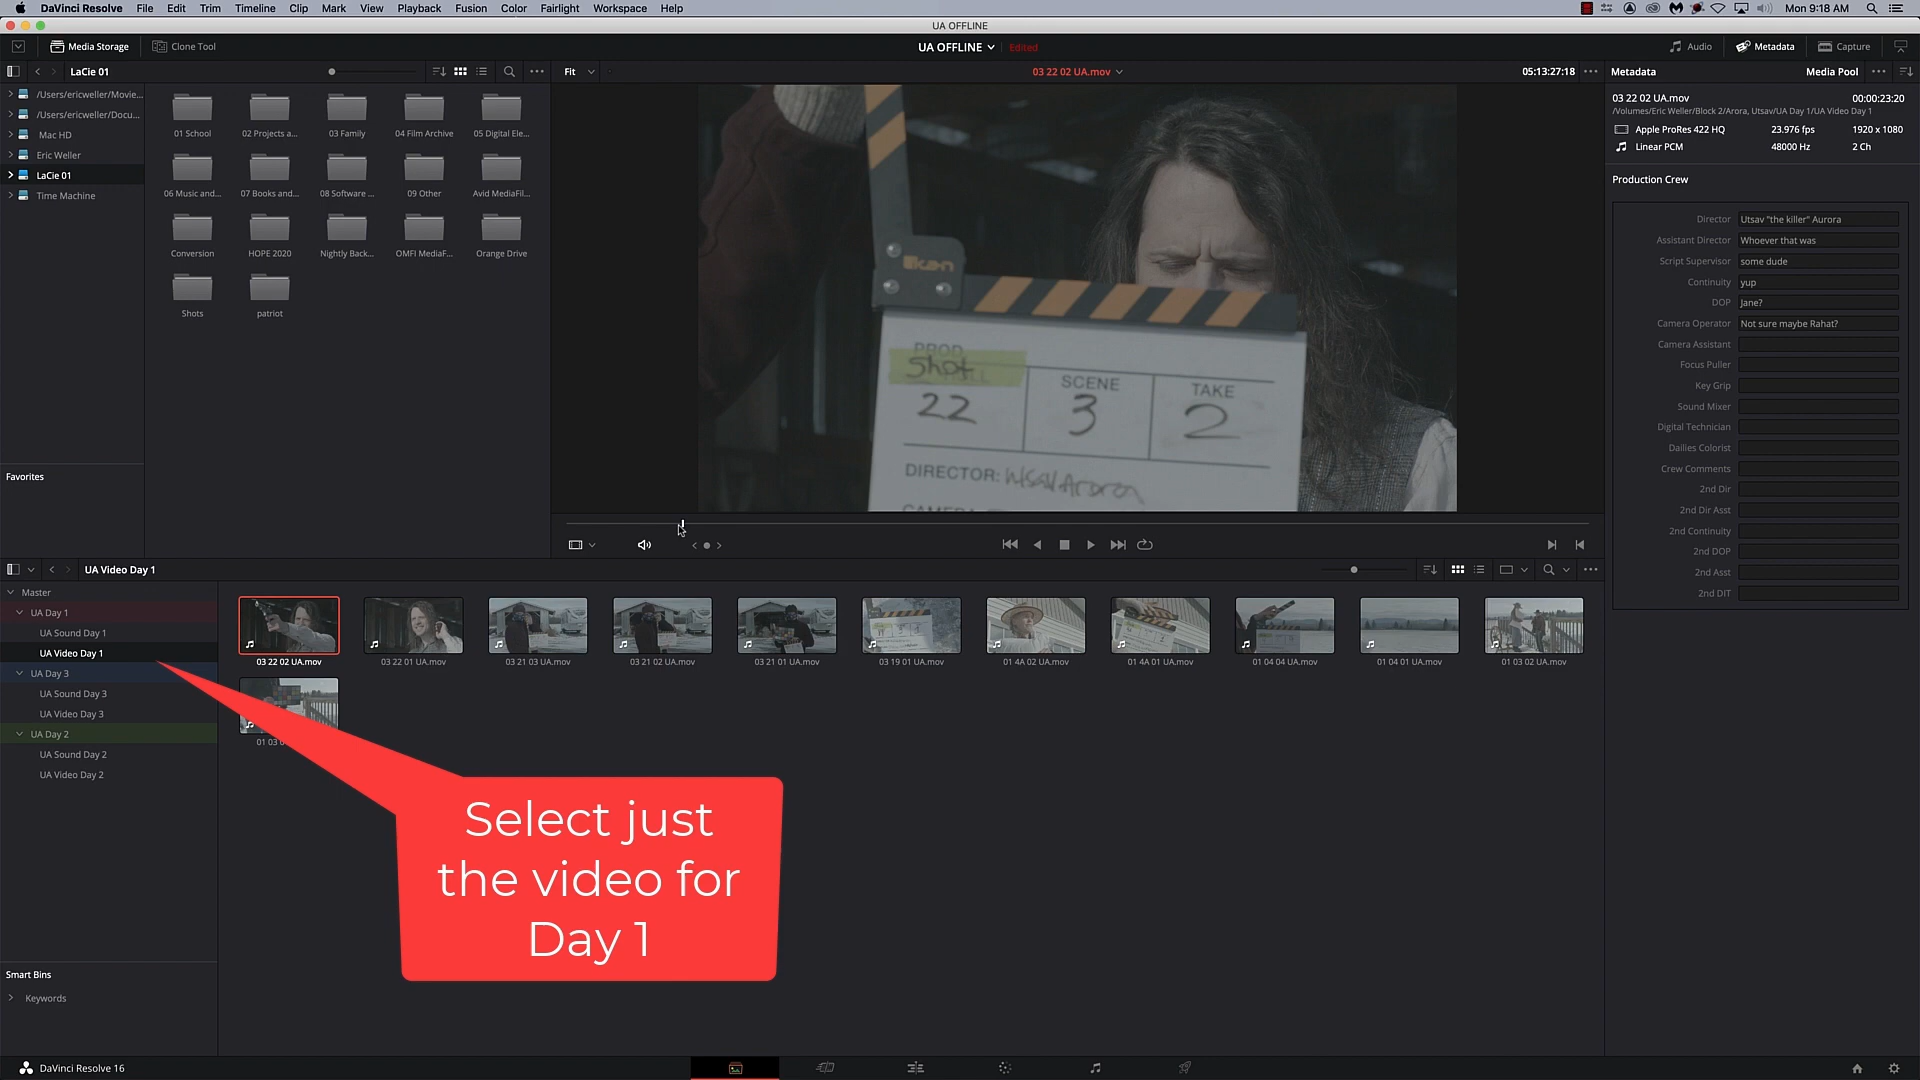 DaVinci Resolve File Edit Trim Timeline Clip Mark View Playback Fusion Color Fairlight Workspace Help
Mon 9:18 AM
UA OFFLINE
Media Storage Clone Tool
UA OFFLINE Edited
Audio Metadata Capture
LaCie 01
Fit
03 22 02 UA.mov
05:13:27:18
Metadata
Media Pool
/Users/ericweller/Movie...
/Users/ericweller/Docu...
Mac HD
Eric Weller
LaCie 01
Time Machine
01 School 02 Projects a... 03 Family 04 Film Archive 05 Digital Ele...
06 Music and... 07 Books and... 08 Software ... 09 Other Avid MediaFil...
Conversion HOPE 2020 Nightly Back... OMFI MediaF... Orange Drive
Shots patriot
Favorites
ikan
PROD
Shot
22
SCENE
3
TAKE
2
DIRECTOR:
03 22 02 UA.mov 00:00:23:20
/Volumes/Eric Weller/Block 2/Arora, Utsav/UA Day 1/UA Video Day 1
Apple ProRes 422 HQ 23.976 fps 1920 x 1080
Linear PCM 48000 Hz 2 Ch
Production Crew
Director Utsav "the killer" Aurora
Assistant Director Whoever that was
Script Supervisor some dude
Continuity yup
DOP Jane?
Camera Operator Not sure maybe Rahat?
Camera Assistant
Focus Puller
Key Grip
Sound Mixer
Digital Technician
Dailies Colorist
Crew Comments
2nd Dir
2nd Dir Asst
2nd Continuity
2nd DOP
2nd Asst
2nd DIT
UA Video Day 1
Master
UA Day 1
UA Sound Day 1
UA Video Day 1
UA Day 3
UA Sound Day 3
UA Video Day 3
UA Day 2
UA Sound Day 2
UA Video Day 2
03 22 02 UA.mov 03 22 01 UA.mov 03 21 03 UA.mov 03 21 02 UA.mov 03 21 01 UA.mov 03 19 01 UA.mov 01 4A 02 UA.mov 01 4A 01 UA.mov 01 04 04 UA.mov 01 04 01 UA.mov 01 03 02 UA.mov
01 03
Select just
the video for
Day 1
Smart Bins
Keywords
DaVinci Resolve 16